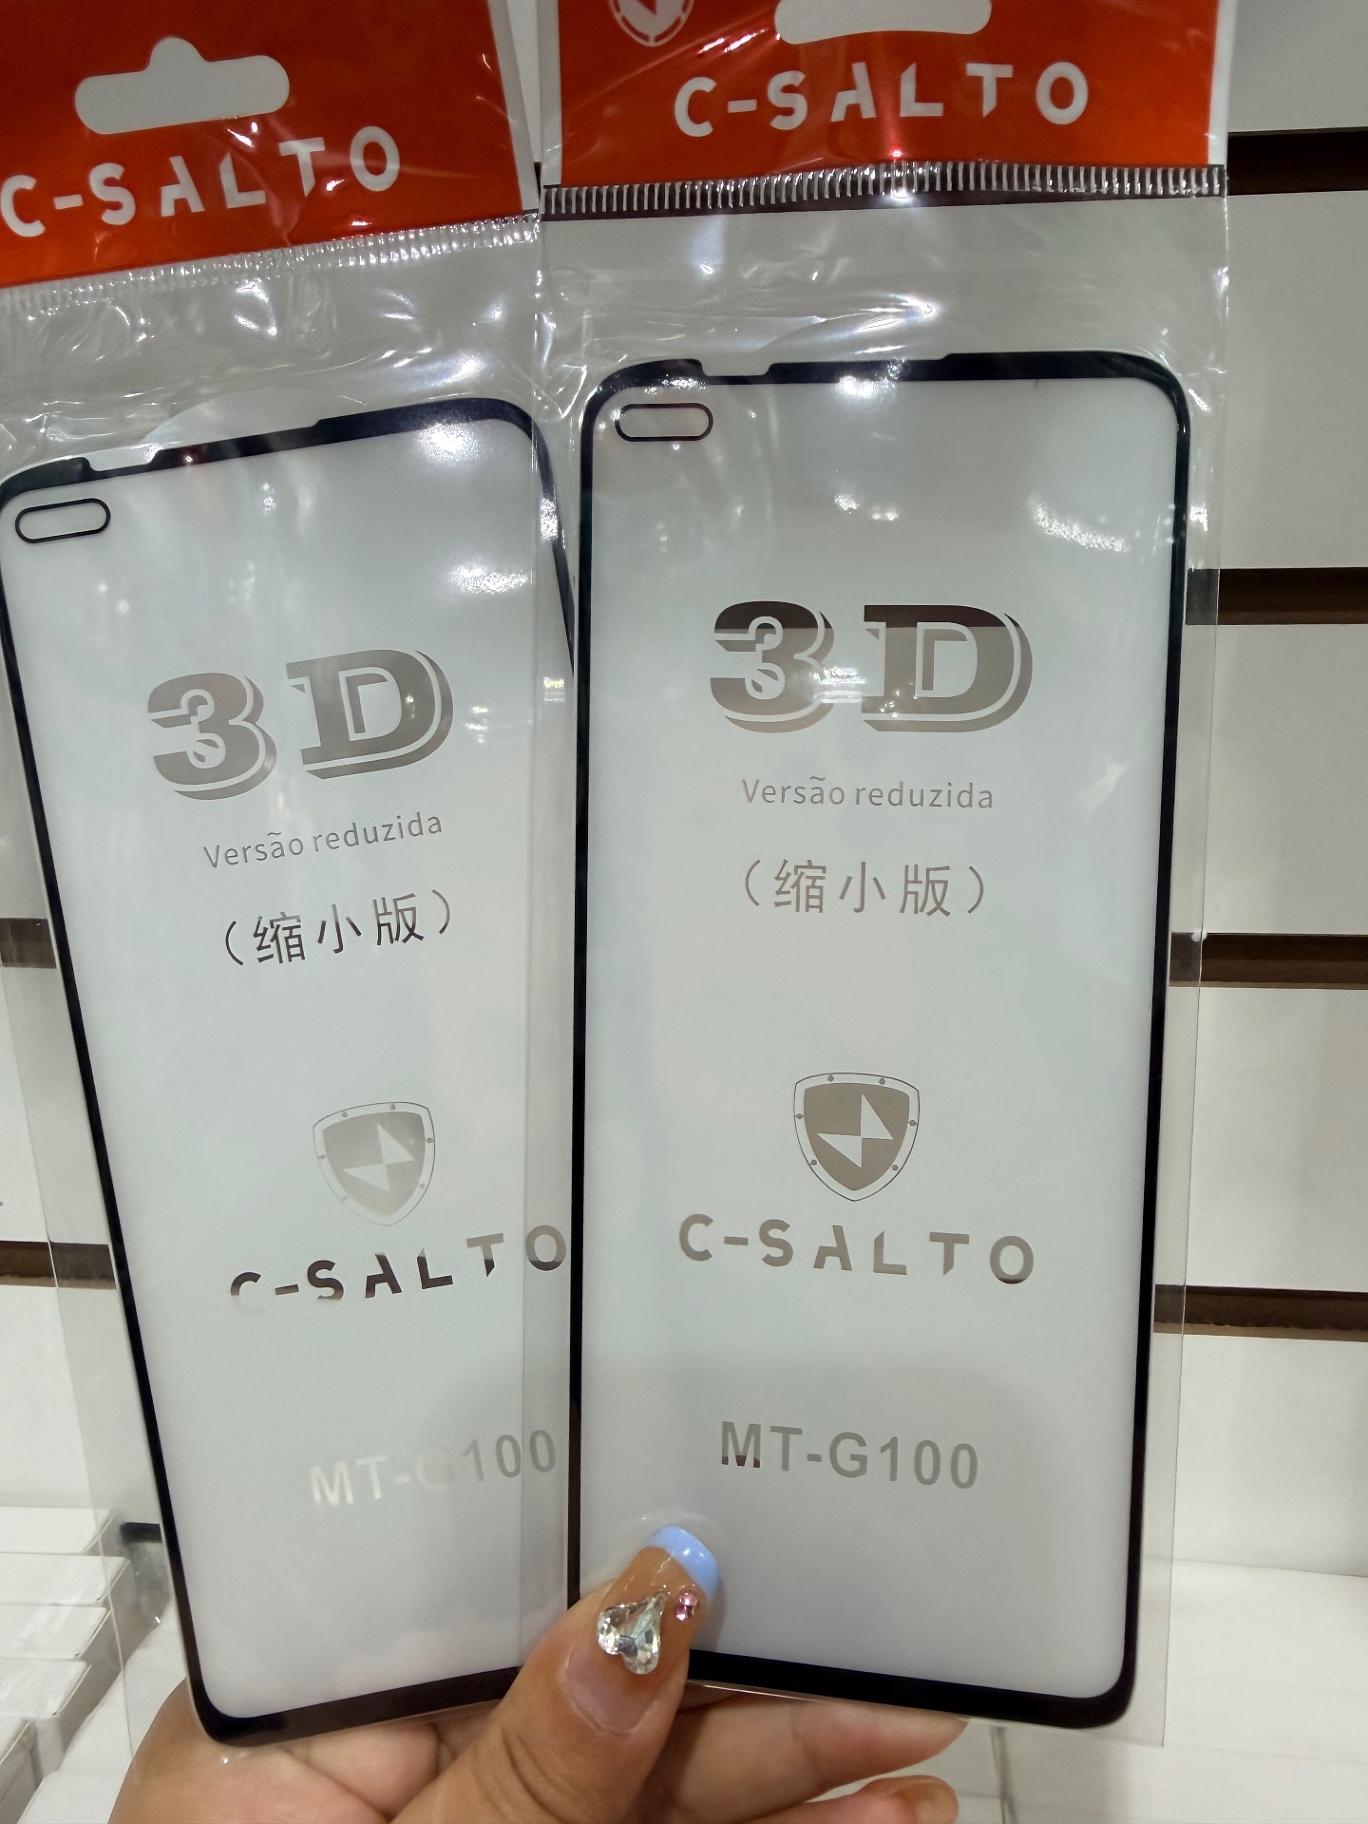 C-SALTO
3D
Versão reduzida
（缩小版）
C-SALTO
MT-G100
C-SALTO
3D
Versão reduzida
（缩小版）
C-SALTO
MT-G100